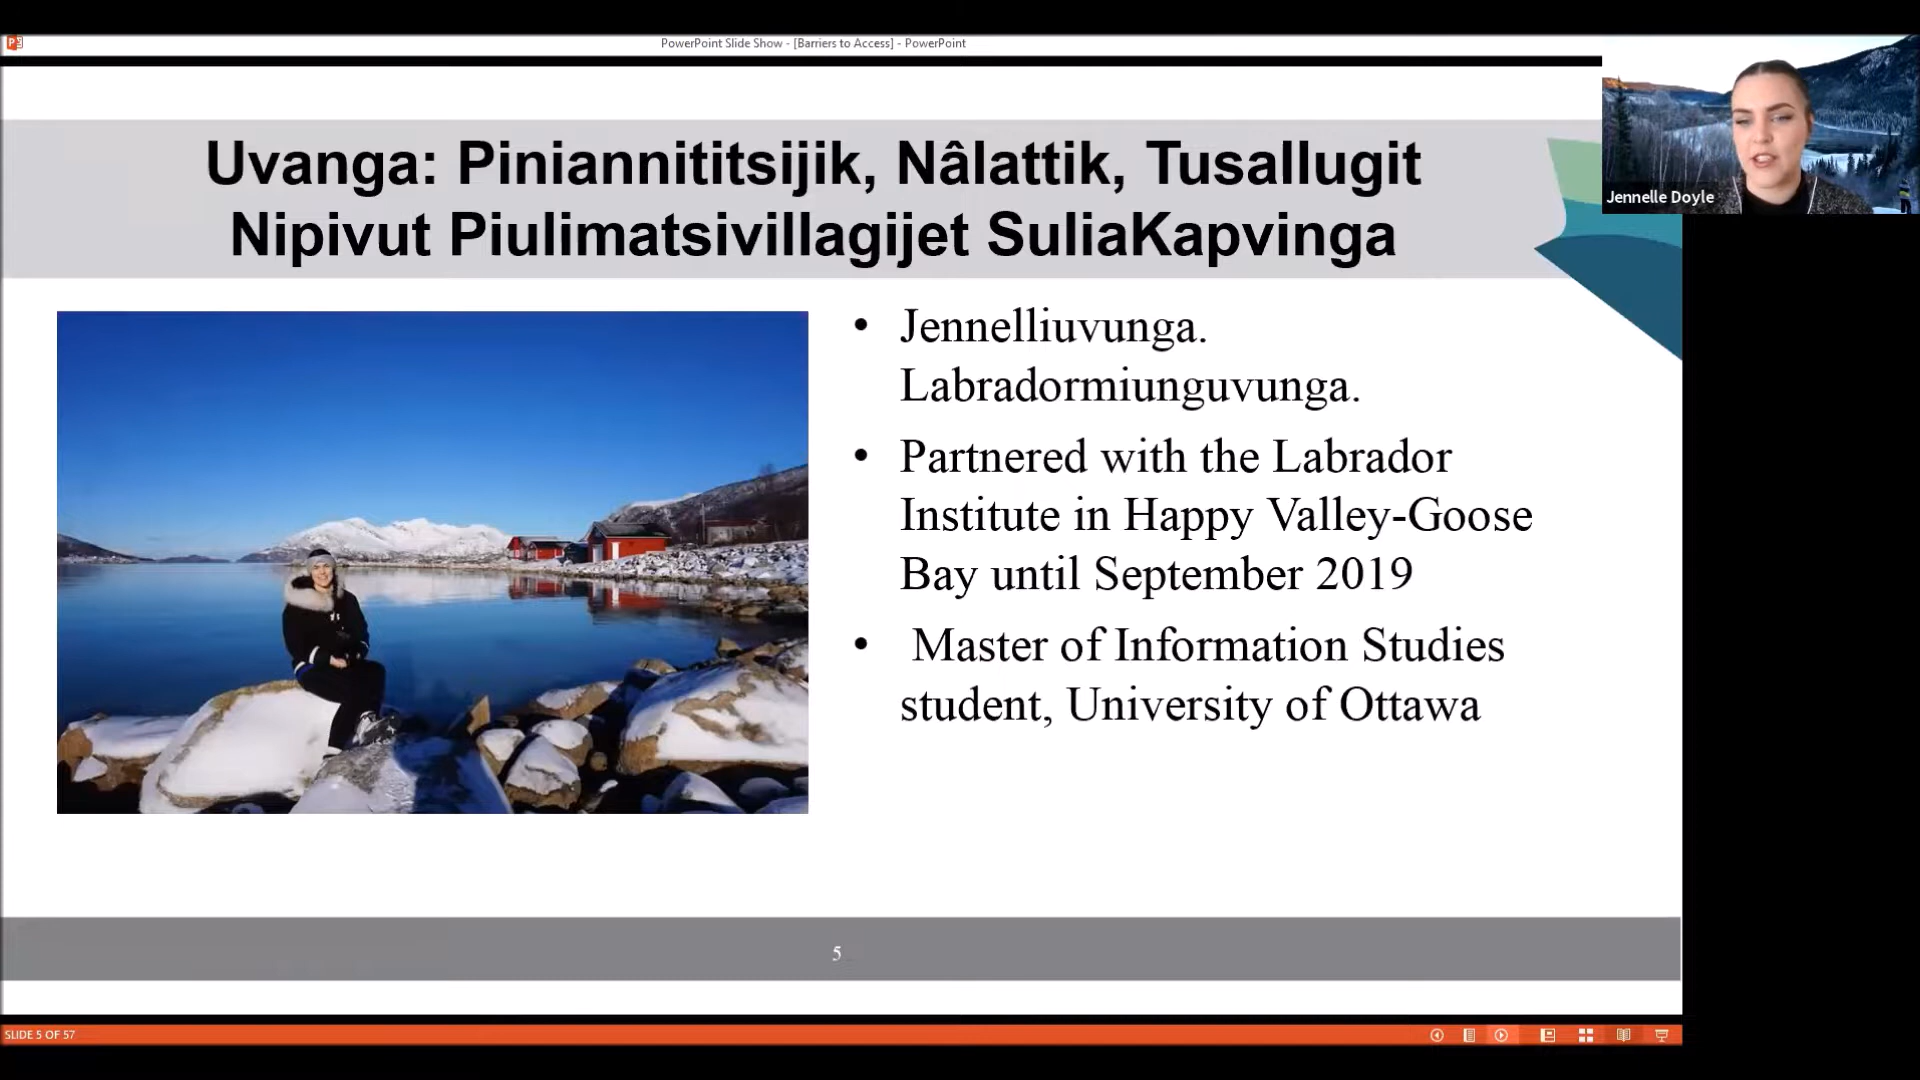 PowerPoint Slide Show - [Barriers to Access] - PowerPoint
Uvanga: Piniannititsijik, Nâlattik, Tusallugit
Nipivut Piulimatsivillagijet SuliaKapvinga
Jennelle Doyle
• Jennelliuvunga.
Labradormiunguvunga.
• Partnered with the Labrador
Institute in Happy Valley-Goose
Bay until September 2019
• Master of Information Studies
student, University of Ottawa
5
SLIDE 5 OF 57